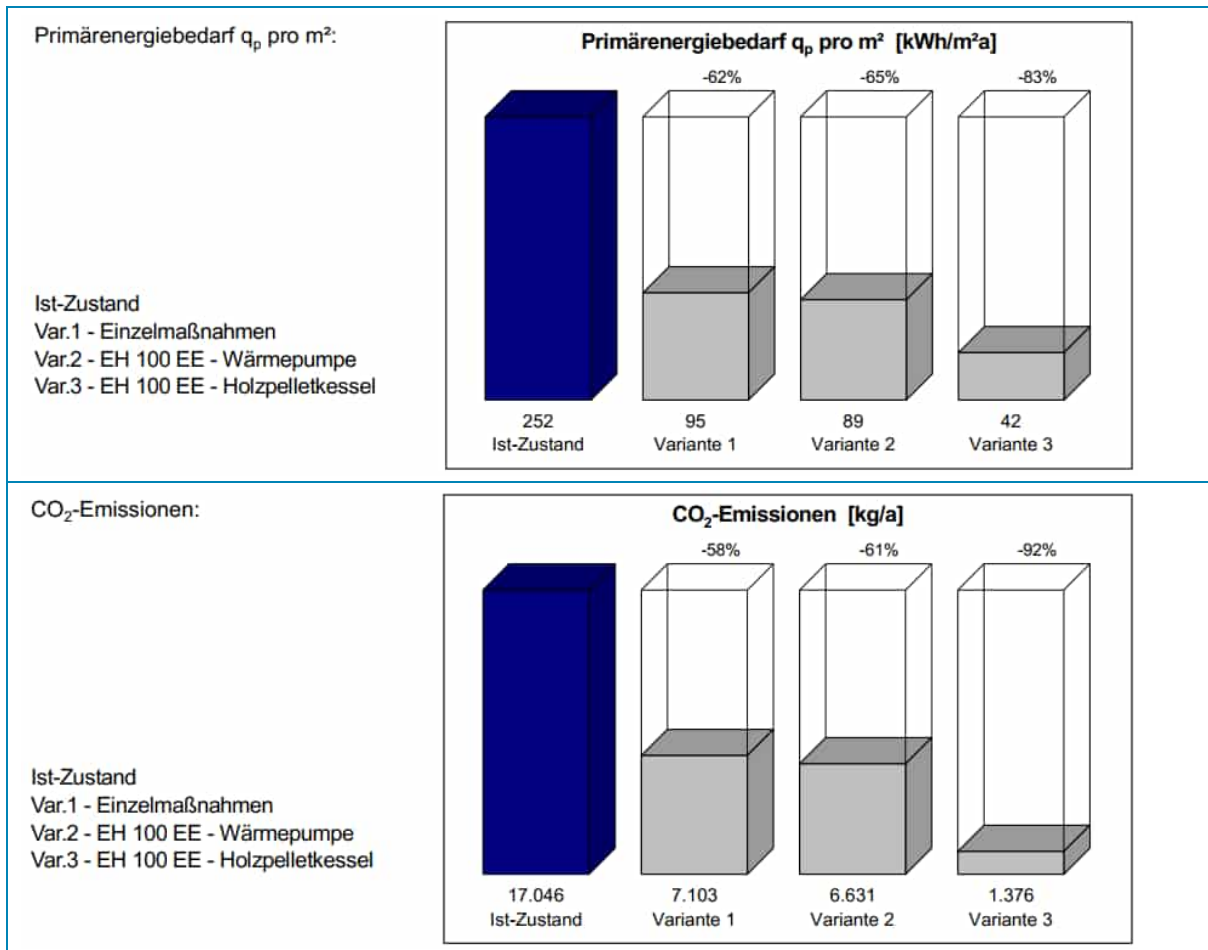 Primärenergiebedarf qp pro m²:
Primärenergiebedarf qp pro m² [kWh/m²a]
-62% -65% -83%
Ist-Zustand
Var.1 - Einzelmaßnahmen
Var.2 - EH 100 EE - Wärmepumpe
Var.3 - EH 100 EE - Holzpelletkessel
252 95 89 42
Ist-Zustand Variante 1 Variante 2 Variante 3
CO₂-Emissionen:
CO₂-Emissionen [kg/a]
-58% -61% -92%
Ist-Zustand
Var.1 - Einzelmaßnahmen
Var.2 - EH 100 EE - Wärmepumpe
Var.3 - EH 100 EE - Holzpelletkessel
17.046 7.103 6.631 1.376
Ist-Zustand Variante 1 Variante 2 Variante 3